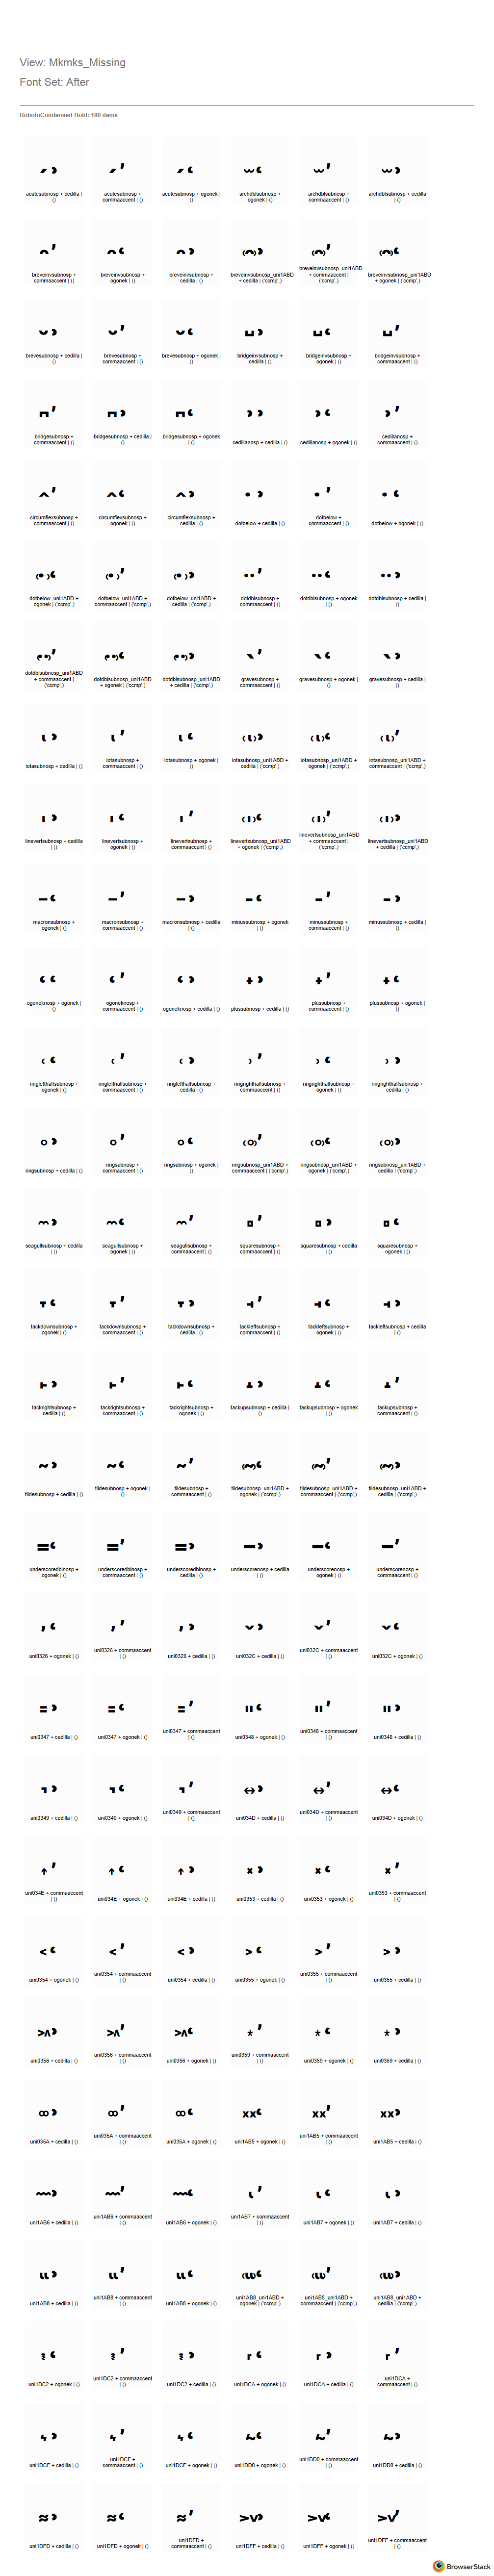 View: Mkmks_Missing
Font Set: After
RobotoCondensed-Bold: 180 items
acutesubnosp + cedilla |
()
acutesubnosp +
commaaccent | ()
acutesubnosp + ogonek | ()
archdblsubnosp +
ogonek | ()
archdblsubnosp +
commaaccent | ()
archdblsubnosp + cedilla
| ()
breveinvsubnosp +
commaaccent | ()
breveinvsubnosp +
ogonek | ()
breveinvsubnosp +
cedilla | ()
breveinvsubnosp_uni1ABD
+ cedilla | ('ccmp',)
breveinvsubnosp_uni1ABD
+ commaaccent |
('ccmp',)
breveinvsubnosp_uni1ABD
+ ogonek | ('ccmp',)
brevesubnosp + cedilla |
()
brevesubnosp +
commaaccent | ()
brevesubnosp + ogonek |
()
bridgeinvsubnosp +
cedilla | ()
bridgeinvsubnosp +
ogonek | ()
bridgeinvsubnosp +
commaaccent | ()
bridgesubnosp +
commaaccent | ()
bridgesubnosp + cedilla |
()
bridgesubnosp + ogonek
| ()
cedillanosp + cedilla | ()
cedillanosp + ogonek | ()
cedillanosp +
commaaccent | ()
circumflexsubnosp +
commaaccent | ()
circumflexsubnosp +
ogonek | ()
circumflexsubnosp +
cedilla | ()
dotbelow + cedilla | ()
dotbelow +
commaaccent | ()
dotbelow + ogonek | ()
dotbelow_uni1ABD +
ogonek | ('ccmp',)
dotbelow_uni1ABD +
commaaccent | ('ccmp',)
dotbelow_uni1ABD +
cedilla | ('ccmp',)
dotdblsubnosp +
commaaccent | ()
dotdblsubnosp + ogonek
| ()
dotdblsubnosp + cedilla |
()
dotdblsubnosp_uni1ABD
+ commaaccent |
('ccmp',)
dotdblsubnosp_uni1ABD
+ ogonek | ('ccmp',)
dotdblsubnosp_uni1ABD
+ cedilla | ('ccmp',)
gravesubnosp +
commaaccent | ()
gravesubnosp + ogonek |
()
gravesubnosp + cedilla |
()
iotasubnosp + cedilla | ()
iotasubnosp +
commaaccent | ()
iotasubnosp + ogonek |
()
iotasubnosp_uni1ABD +
cedilla | ('ccmp',)
iotasubnosp_uni1ABD +
ogonek | ('ccmp',)
iotasubnosp_uni1ABD +
commaaccent | ('ccmp',)
linevertsubnosp + cedilla
| ()
linevertsubnosp +
ogonek | ()
linevertsubnosp +
commaaccent | ()
linevertsubnosp_uni1ABD
+ ogonek | ('ccmp',)
linevertsubnosp_uni1ABD
+ commaaccent |
('ccmp',)
linevertsubnosp_uni1ABD
+ cedilla | ('ccmp',)
macronsubnosp +
ogonek | ()
macronsubnosp +
commaaccent | ()
macronsubnosp + cedilla
| ()
minussubnosp + ogonek
| ()
minussubnosp +
commaaccent | ()
minussubnosp + cedilla |
()
ogoneknosp + ogonek |
()
ogoneknosp +
commaaccent | ()
ogoneknosp + cedilla | ()
plussubnosp + cedilla | ()
plussubnosp +
commaaccent | ()
plussubnosp + ogonek |
()
ringlefthalfsubnosp +
ogonek | ()
ringlefthalfsubnosp +
commaaccent | ()
ringlefthalfsubnosp +
cedilla | ()
ringrighthalfsubnosp +
commaaccent | ()
ringrighthalfsubnosp +
ogonek | ()
ringrighthalfsubnosp +
cedilla | ()
ringsubnosp + cedilla | ()
ringsubnosp +
commaaccent | ()
ringsubnosp + ogonek |
()
ringsubnosp_uni1ABD +
commaaccent | ('ccmp',)
ringsubnosp_uni1ABD +
ogonek | ('ccmp',)
ringsubnosp_uni1ABD +
cedilla | ('ccmp',)
seagullsubnosp + cedilla
| ()
seagullsubnosp +
ogonek | ()
seagullsubnosp +
commaaccent | ()
squaresubnosp +
commaaccent | ()
squaresubnosp + cedilla
| ()
squaresubnosp +
ogonek | ()
tackdownsubnosp +
ogonek | ()
tackdownsubnosp +
commaaccent | ()
tackdownsubnosp +
cedilla | ()
tackleftsubnosp +
commaaccent | ()
tackleftsubnosp +
ogonek | ()
tackleftsubnosp + cedilla
| ()
tackrightsubnosp +
cedilla | ()
tackrightsubnosp +
commaaccent | ()
tackrightsubnosp +
ogonek | ()
tackupsubnosp + cedilla |
()
tackupsubnosp + ogonek
| ()
tackupsubnosp +
commaaccent | ()
tildesubnosp + cedilla | ()
tildesubnosp + ogonek |
()
tildesubnosp +
commaaccent | ()
tildesubnosp_uni1ABD +
ogonek | ('ccmp',)
tildesubnosp_uni1ABD +
commaaccent | ('ccmp',)
tildesubnosp_uni1ABD +
cedilla | ('ccmp',)
underscoredblnosp +
ogonek | ()
underscoredblnosp +
commaaccent | ()
underscoredblnosp +
cedilla | ()
underscorenosp + cedilla
| ()
underscorenosp +
ogonek | ()
underscorenosp +
commaaccent | ()
uni0326 + ogonek | ()
uni0326 + commaaccent
| ()
uni0326 + cedilla | ()
uni032C + cedilla | ()
uni032C + commaaccent
| ()
uni032C + ogonek | ()
uni0347 + cedilla | ()
uni0347 + ogonek | ()
uni0347 + commaaccent
| ()
uni0348 + ogonek | ()
uni0348 + commaaccent
| ()
uni0348 + cedilla | ()
uni0349 + cedilla | ()
uni0349 + ogonek | ()
uni0349 + commaaccent
| ()
uni034D + cedilla | ()
uni034D + commaaccent
| ()
uni034D + ogonek | ()
uni034E + commaaccent
| ()
uni034E + ogonek | ()
uni034E + cedilla | ()
uni0353 + cedilla | ()
uni0353 + ogonek | ()
uni0353 + commaaccent
| ()
uni0354 + ogonek | ()
uni0354 + commaaccent
| ()
uni0354 + cedilla | ()
uni0355 + ogonek | ()
uni0355 + commaaccent
| ()
uni0355 + cedilla | ()
uni0356 + cedilla | ()
uni0356 + commaaccent
| ()
uni0356 + ogonek | ()
uni0359 + commaaccent
| ()
uni0359 + ogonek | ()
uni0359 + cedilla | ()
uni035A + cedilla | ()
uni035A + commaaccent
| ()
uni035A + ogonek | ()
uni1AB5 + ogonek | ()
uni1AB5 + commaaccent
| ()
uni1AB5 + cedilla | ()
uni1AB6 + cedilla | ()
uni1AB6 + commaaccent
| ()
uni1AB6 + ogonek | ()
uni1AB7 + commaaccent
| ()
uni1AB7 + ogonek | ()
uni1AB7 + cedilla | ()
uni1AB8 + cedilla | ()
uni1AB8 + commaaccent
| ()
uni1AB8 + ogonek | ()
uni1AB8_uni1ABD +
ogonek | ('ccmp',)
uni1AB8_uni1ABD +
commaaccent | ('ccmp',)
uni1AB8_uni1ABD +
cedilla | ('ccmp',)
uni1DC2 + ogonek | ()
uni1DC2 + commaaccent
| ()
uni1DC2 + cedilla | ()
uni1DCA + ogonek | ()
uni1DCA + cedilla | ()
uni1DCA +
commaaccent | ()
uni1DCF + cedilla | ()
uni1DCF +
commaaccent | ()
uni1DCF + ogonek | ()
uni1DD0 + ogonek | ()
uni1DD0 + commaaccent
| ()
uni1DD0 + cedilla | ()
uni1DFD + cedilla | ()
uni1DFD + ogonek | ()
uni1DFD +
commaaccent | ()
uni1DFF + cedilla | ()
uni1DFF + ogonek | ()
uni1DFF + commaaccent
| ()
BrowserStack